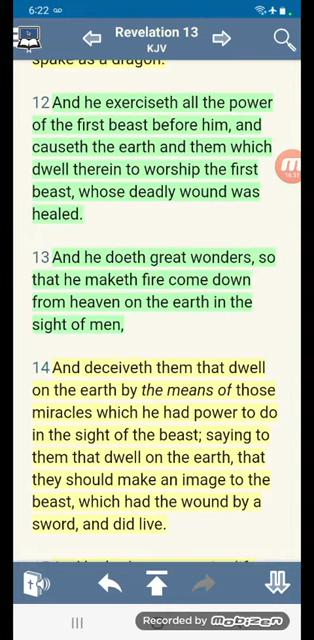 6:22
Revelation 13
KJV
spake as a dragon.
12 And he exerciseth all the power
of the first beast before him, and
causeth the earth and them which
dwell therein to worship the first
beast, whose deadly wound was
healed.
13 And he doeth great wonders, so
that he maketh fire come down
from heaven on the earth in the
sight of men,
14 And deceiveth them that dwell
on the earth by the means of those
miracles which he had power to do
in the sight of the beast; saying to
them that dwell on the earth, that
they should make an image to the
beast, which had the wound by a
sword, and did live.
Recorded by mobizen